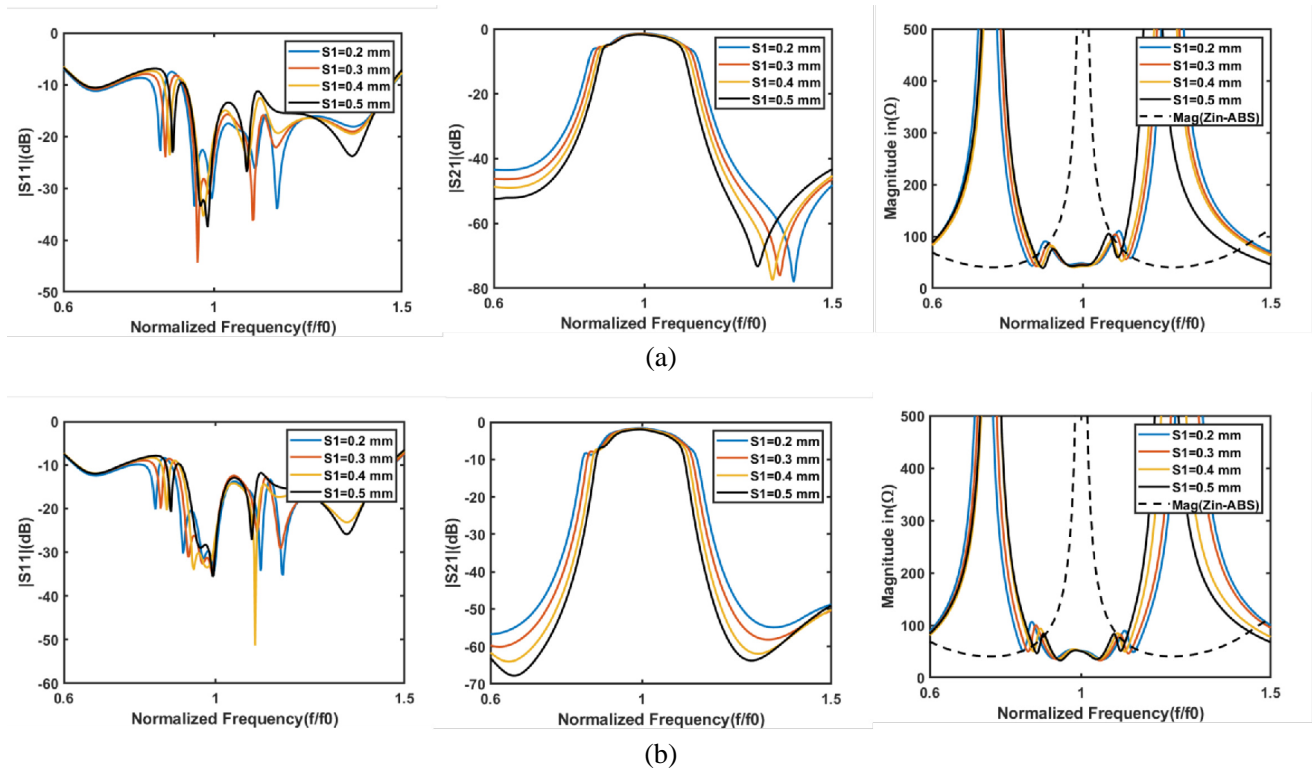 0
-10
-20
-30
-40
-50
0.6
1
1.5
|S11|(dB)
Normalized Frequency(f/f0)
S1=0.2 mm
S1=0.3 mm
S1=0.4 mm
S1=0.5 mm
0
-20
-40
-60
-80
0.6
1
1.5
|S21|(dB)
Normalized Frequency(f/f0)
S1=0.2 mm
S1=0.3 mm
S1=0.4 mm
S1=0.5 mm
500
400
300
200
100
0
0.6
1
1.5
Magnitude in(Ω)
Normalized Frequency(f/f0)
S1=0.2 mm
S1=0.3 mm
S1=0.4 mm
S1=0.5 mm
Mag(Zin-ABS)
(a)
0
-10
-20
-30
-40
-50
-60
0.6
1
1.5
|S11|(dB)
Normalized Frequency(f/f0)
S1=0.2 mm
S1=0.3 mm
S1=0.4 mm
S1=0.5 mm
0
-10
-20
-30
-40
-50
-60
-70
0.6
1
1.5
|S21|(dB)
Normalized Frequency(f/f0)
S1=0.2 mm
S1=0.3 mm
S1=0.4 mm
S1=0.5 mm
500
400
300
200
100
0
0.6
1
1.5
Magnitude in(Ω)
Normalized Frequency(f/f0)
S1=0.2 mm
S1=0.3 mm
S1=0.4 mm
S1=0.5 mm
Mag(Zin-ABS)
(b)